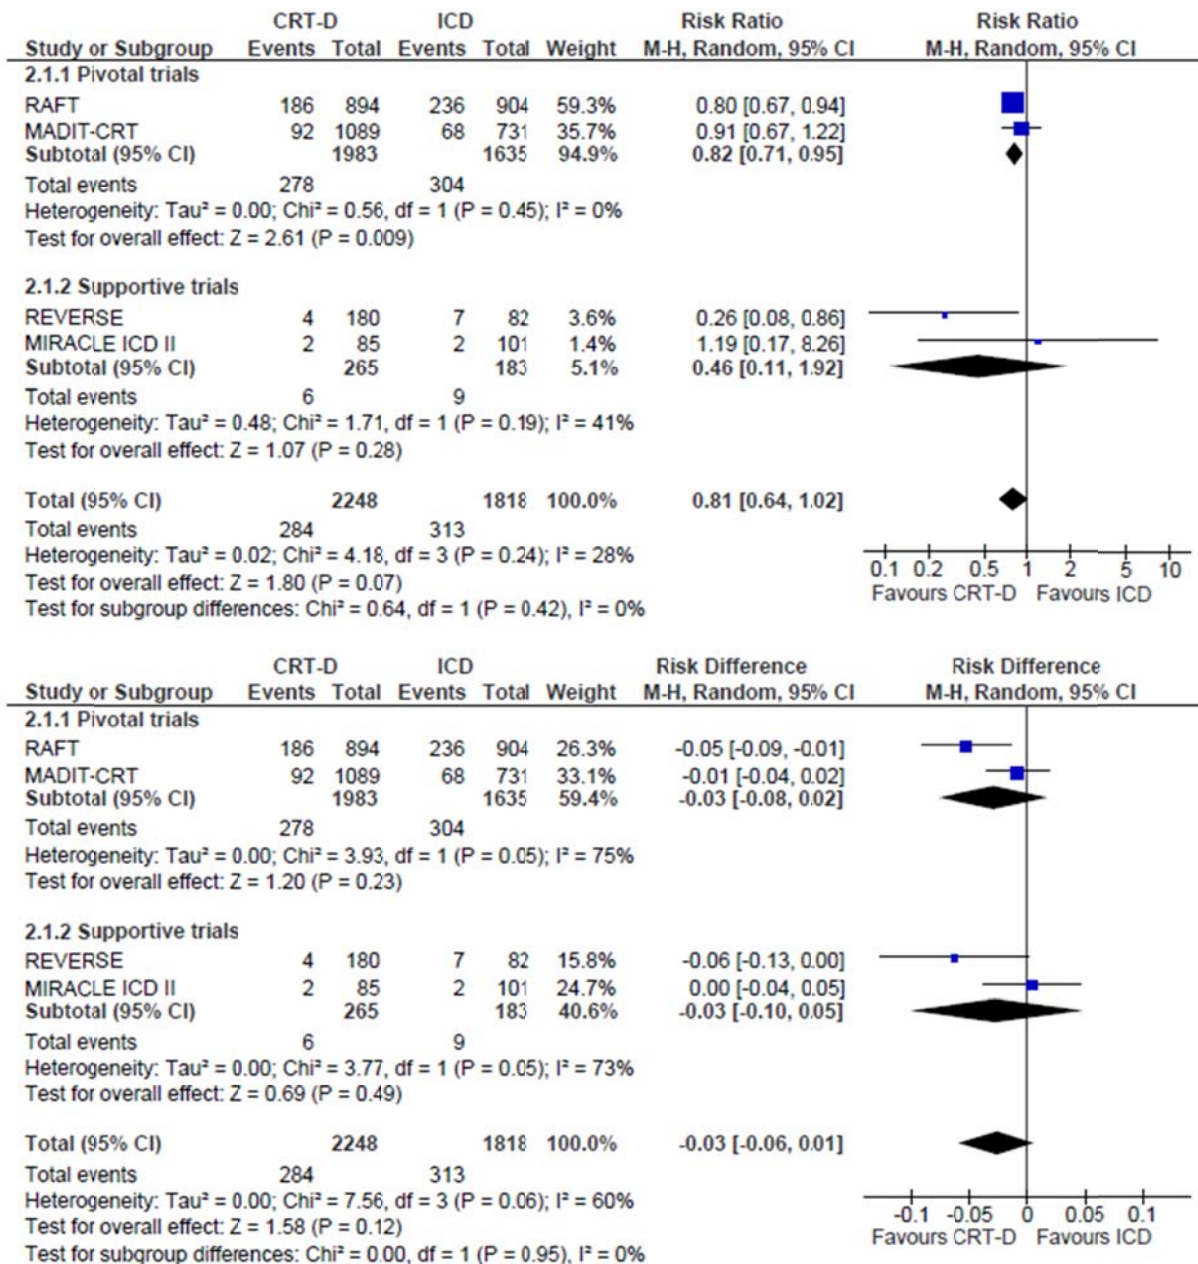 CRT-D ICD Risk Ratio Risk Ratio
Study or Subgroup Events Total Events Total Weight M-H, Random, 95% CI M-H, Random, 95% CI
2.1.1 Pivotal trials
RAFT 186 894 236 904 59.3% 0.80 [0.67, 0.94]
MADIT-CRT 92 1089 68 731 35.7% 0.91 [0.67, 1.22]
Subtotal (95% CI) 1983 1635 94.9% 0.82 [0.71, 0.95]
Total events 278 304
Heterogeneity: Tau² = 0.00; Chi² = 0.56, df = 1 (P = 0.45); I² = 0%
Test for overall effect: Z = 2.61 (P = 0.009)
2.1.2 Supportive trials
REVERSE 4 180 7 82 3.6% 0.26 [0.08, 0.86]
MIRACLE ICD II 2 85 2 101 1.4% 1.19 [0.17, 8.26]
Subtotal (95% CI) 265 183 5.1% 0.46 [0.11, 1.92]
Total events 6 9
Heterogeneity: Tau² = 0.48; Chi² = 1.71, df = 1 (P = 0.19); I² = 41%
Test for overall effect: Z = 1.07 (P = 0.28)
Total (95% CI) 2248 1818 100.0% 0.81 [0.64, 1.02]
Total events 284 313
Heterogeneity: Tau² = 0.02; Chi² = 4.18, df = 3 (P = 0.24); I² = 28%
Test for overall effect: Z = 1.80 (P = 0.07)
Test for subgroup differences: Chi² = 0.64, df = 1 (P = 0.42), I² = 0%
0.1 0.2 0.5 1 2 5 10
Favours CRT-D Favours ICD
CRT-D ICD Risk Difference Risk Difference
Study or Subgroup Events Total Events Total Weight M-H, Random, 95% CI M-H, Random, 95% CI
2.1.1 Pivotal trials
RAFT 186 894 236 904 26.3% -0.05 [-0.09, -0.01]
MADIT-CRT 92 1089 68 731 33.1% -0.01 [-0.04, 0.02]
Subtotal (95% CI) 1983 1635 59.4% -0.03 [-0.08, 0.02]
Total events 278 304
Heterogeneity: Tau² = 0.00; Chi² = 3.93, df = 1 (P = 0.05); I² = 75%
Test for overall effect: Z = 1.20 (P = 0.23)
2.1.2 Supportive trials
REVERSE 4 180 7 82 15.8% -0.06 [-0.13, 0.00]
MIRACLE ICD II 2 85 2 101 24.7% 0.00 [-0.04, 0.05]
Subtotal (95% CI) 265 183 40.6% -0.03 [-0.10, 0.05]
Total events 6 9
Heterogeneity: Tau² = 0.00; Chi² = 3.77, df = 1 (P = 0.05); I² = 73%
Test for overall effect: Z = 0.69 (P = 0.49)
Total (95% CI) 2248 1818 100.0% -0.03 [-0.06, 0.01]
Total events 284 313
Heterogeneity: Tau² = 0.00; Chi² = 7.56, df = 3 (P = 0.06); I² = 60%
Test for overall effect: Z = 1.58 (P = 0.12)
Test for subgroup differences: Chi² = 0.00, df = 1 (P = 0.95), I² = 0%
-0.1 -0.05 0 0.05 0.1
Favours CRT-D Favours ICD